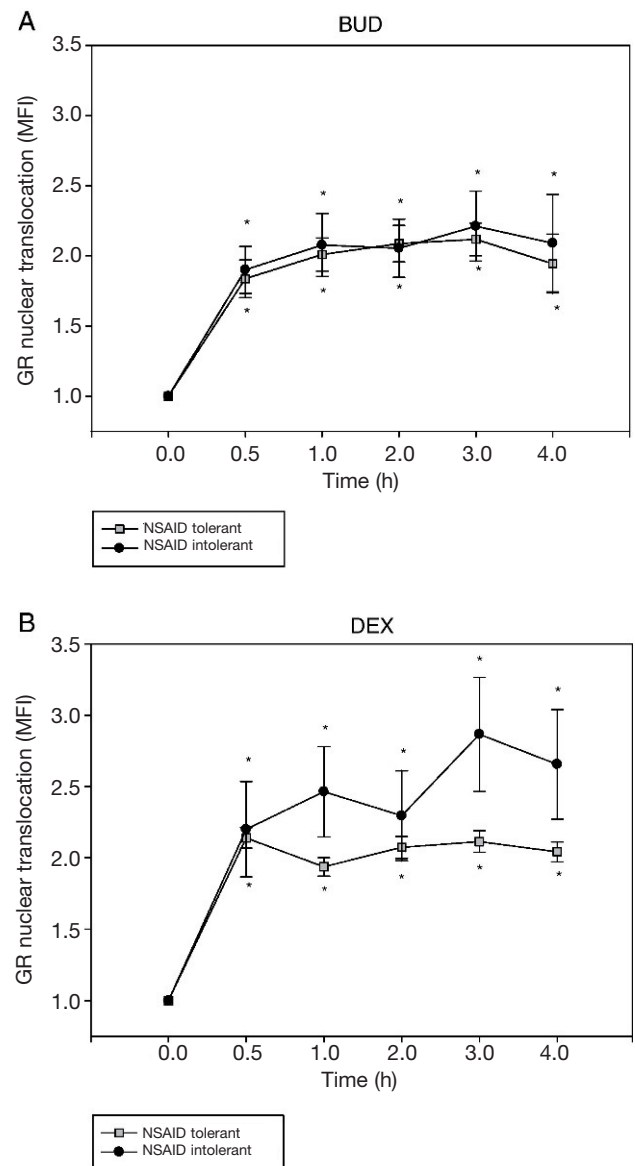 A
BUD
GR nuclear translocation (MFI)
3.5
3.0
2.5
2.0
1.5
1.0
* * * * *
* * * * *
0.0 0.5 1.0 2.0 3.0 4.0
Time (h)
NSAID tolerant
NSAID intolerant
B
DEX
GR nuclear translocation (MFI)
3.5
3.0
2.5
2.0
1.5
1.0
* * * * *
* * * * *
0.0 0.5 1.0 2.0 3.0 4.0
Time (h)
NSAID tolerant
NSAID intolerant